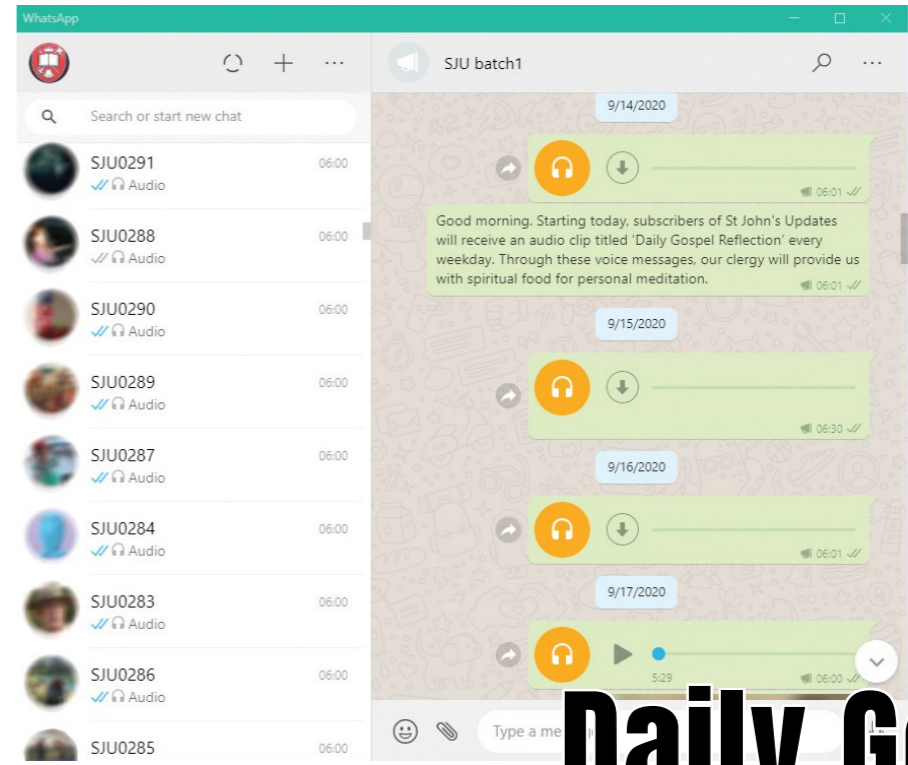 WhatsApp
Search or start new chat
SJU0291
06:00
Audio
SJU0288
06:00
Audio
SJU0290
06:00
Audio
SJU0289
06:00
Audio
SJU0287
06:00
Audio
SJU0284
06:00
Audio
SJU0283
06:00
Audio
SJU0286
06:00
Audio
SJU0285
06:00
SJU batch1
9/14/2020
06:01
Good morning. Starting today, subscribers of St John's Updates
will receive an audio clip titled ‘Daily Gospel Reflection’ every
weekday. Through these voice messages, our clergy will provide us
with spiritual food for personal meditation.
06:01
9/15/2020
06:30
9/16/2020
06:01
9/17/2020
5:29
06:00
Type a me
Daily